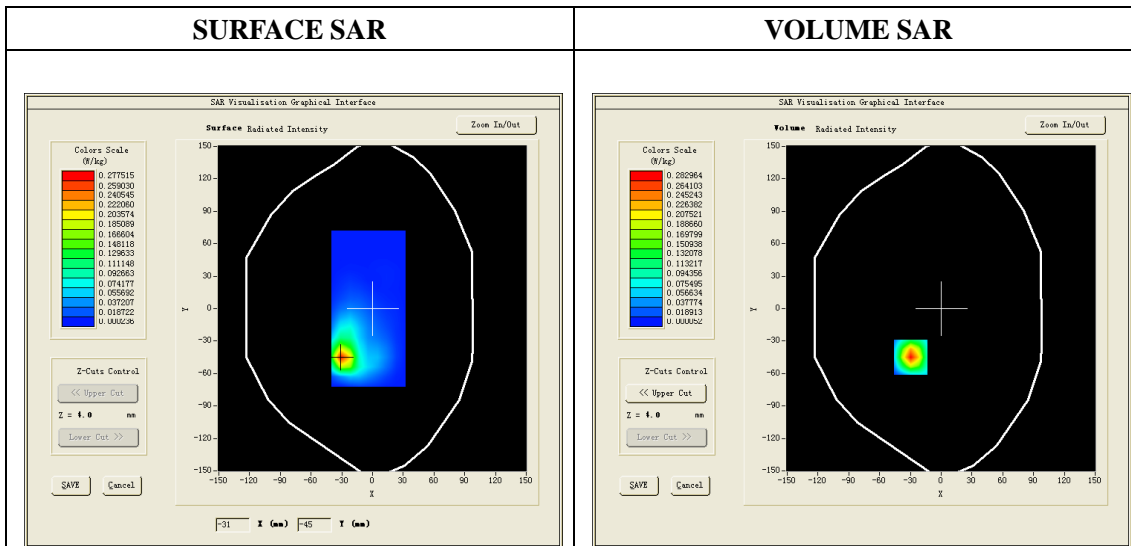 SURFACE SAR
VOLUME SAR
SAR Visualisation Graphical Interface
Surface Radiated Intensity
Zoom In/Out
Colors Scale
(W/kg)
0.277515
0.259030
0.240545
0.222060
0.203574
0.185089
0.166604
0.148118
0.129633
0.111148
0.092663
0.074177
0.055692
0.037207
0.018722
0.000236
150
90
60
30
0
-30
-60
-90
-120
-150
Y
-150 -120 -90 -60 -30 0 30 60 90 120 150
X
Z-Cuts Control
<< Upper Cut
Z = 4.0 mm
Lower Cut >>
SAVE Cancel
-31 X (mm) -45 Y (mm)
SAR Visualisation Graphical Interface
Volume Radiated Intensity
Zoom In/Out
Colors Scale
(W/kg)
0.282964
0.264103
0.245243
0.226382
0.207521
0.188660
0.169799
0.150938
0.132078
0.113217
0.094356
0.075495
0.056634
0.037774
0.018913
0.000052
150
90
60
30
0
-30
-60
-90
-120
-150
Y
-150 -120 -90 -60 -30 0 30 60 90 120 150
X
Z-Cuts Control
<< Upper Cut
Z = 4.0 mm
Lower Cut >>
SAVE Cancel